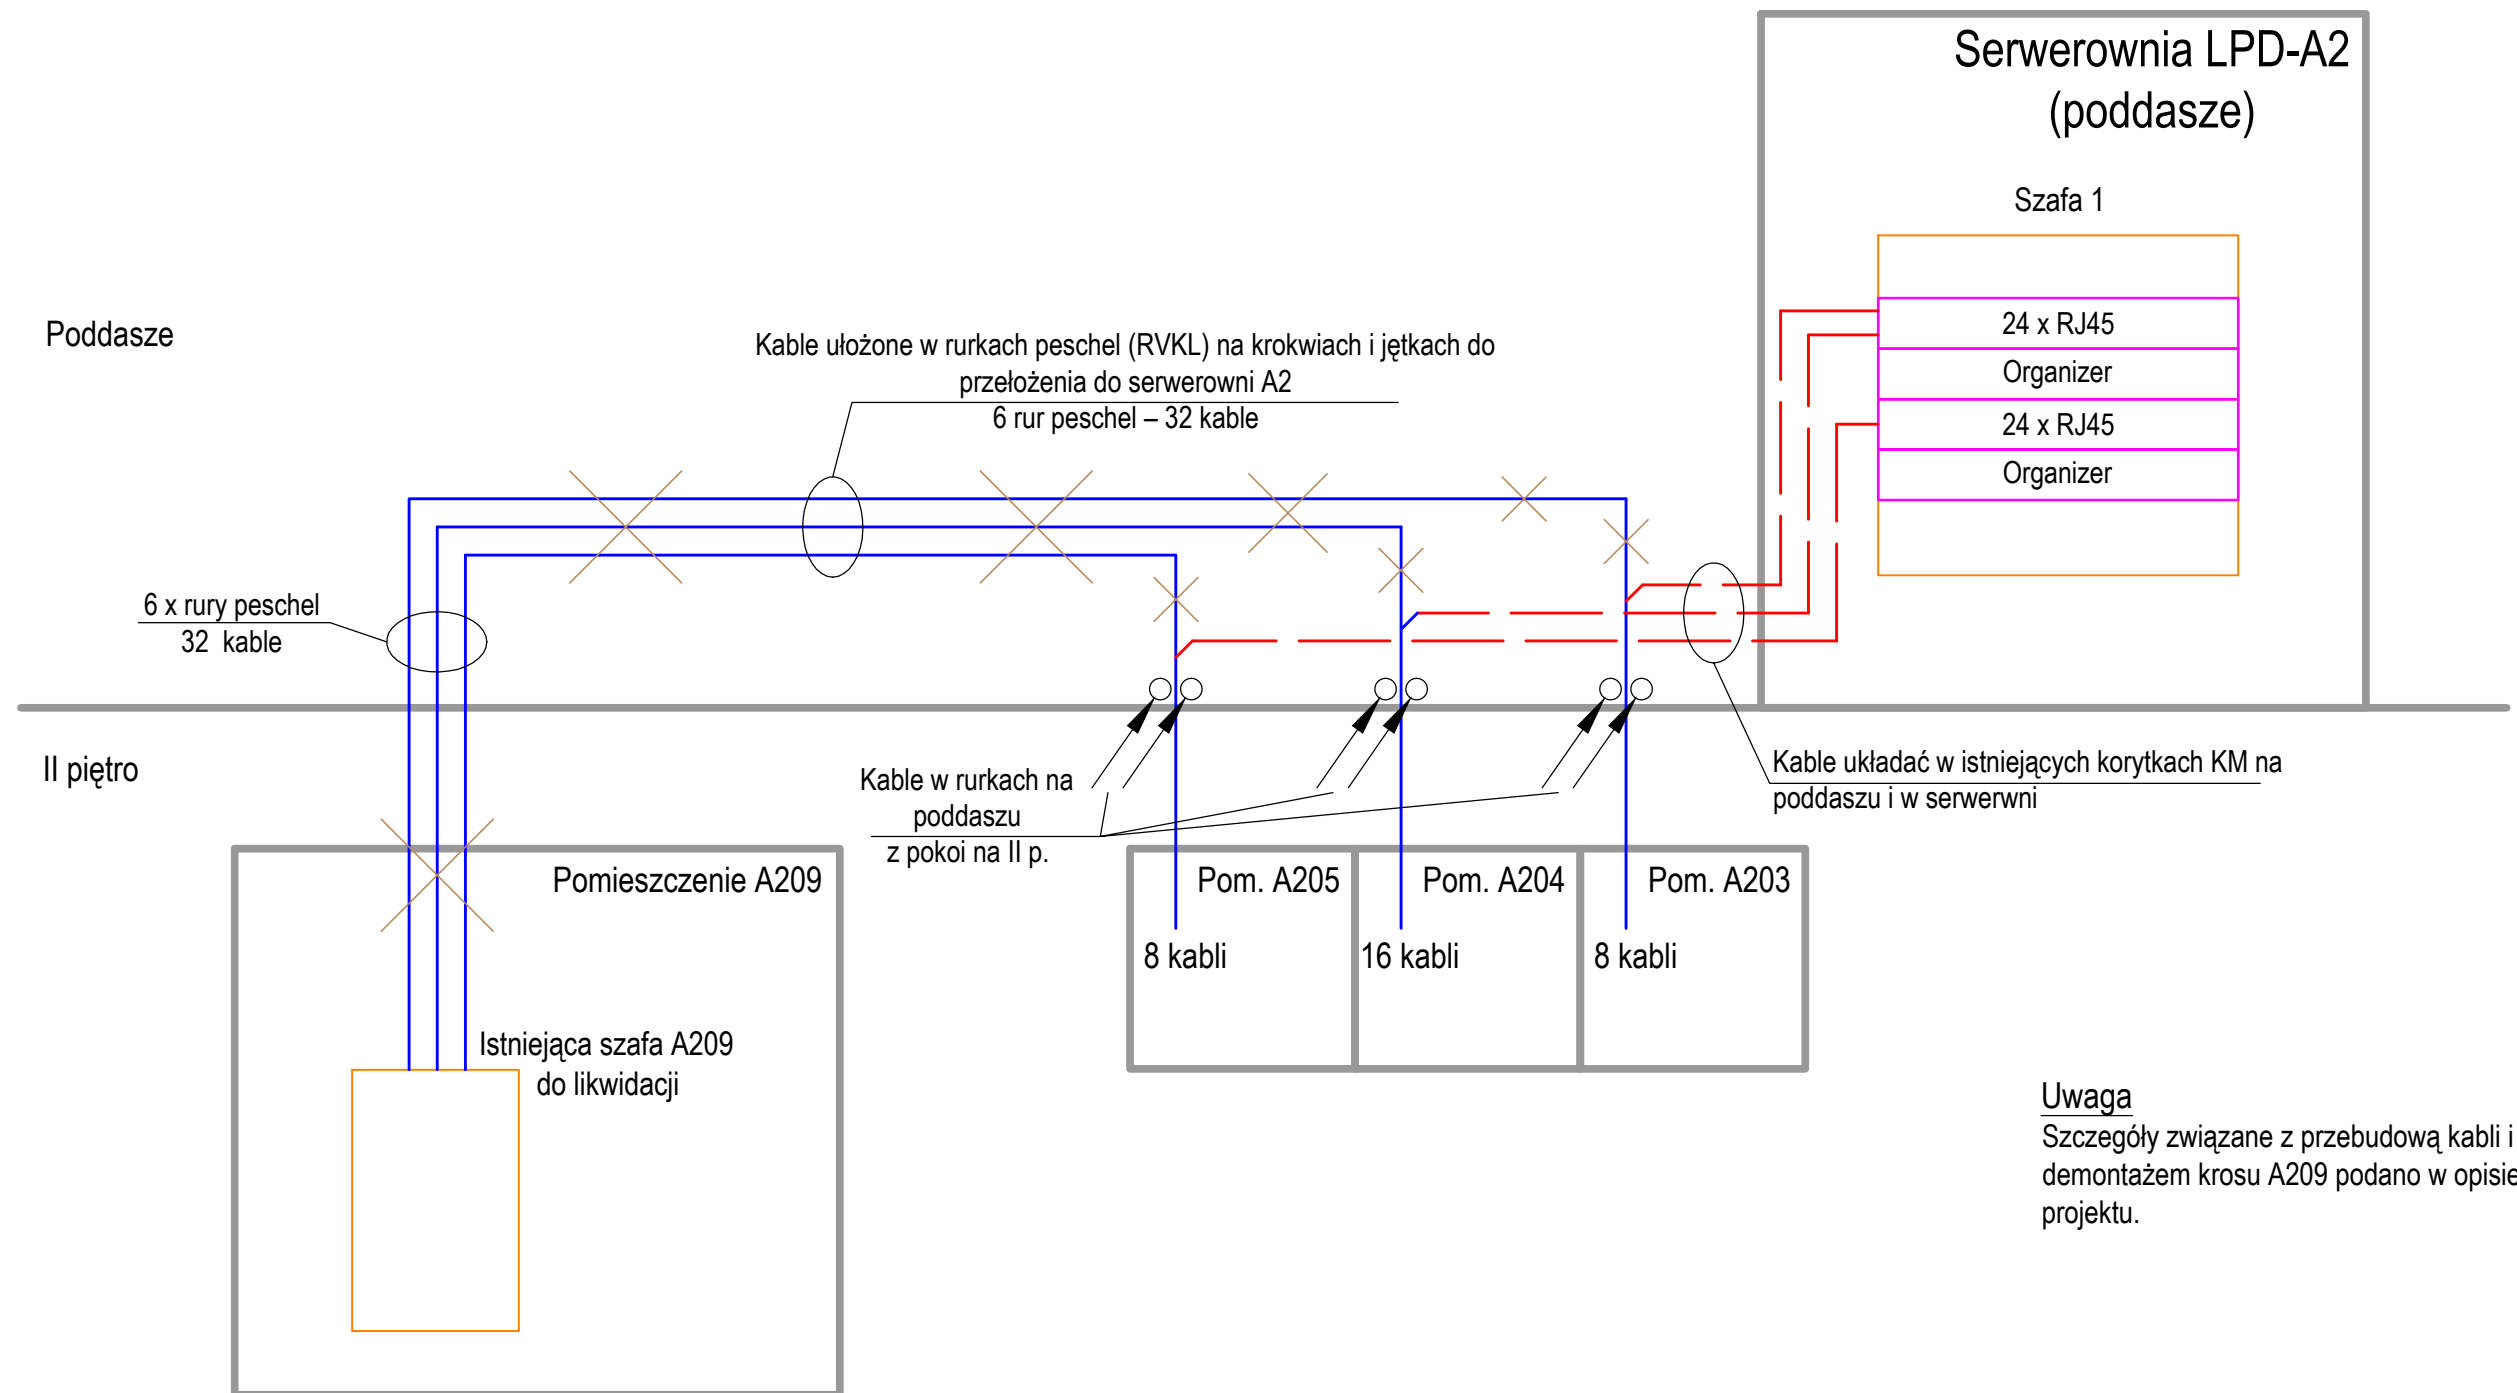 Serwerownia LPD-A2
(poddasze)
Szafa 1
24 x RJ45
Organizer
24 x RJ45
Organizer
Poddasze
Kable ułożone w rurkach peschel (RVKL) na krokwiach i jętkach do
przełożenia do serwerowni A2
6 rur peschel – 32 kable
6 x rury peschel
32 kable
II piętro
Kable w rurkach na
poddaszu
z pokoi na II p.
Kable układać w istniejących korytkach KM na
poddaszu i w serwerwni
Pomieszczenie A209
Pom. A205
Pom. A204
Pom. A203
8 kabli
16 kabli
8 kabli
Istniejąca szafa A209
do likwidacji
Uwaga
Szczegóły związane z przebudową kabli i
demontażem krosu A209 podano w opisie
projektu.